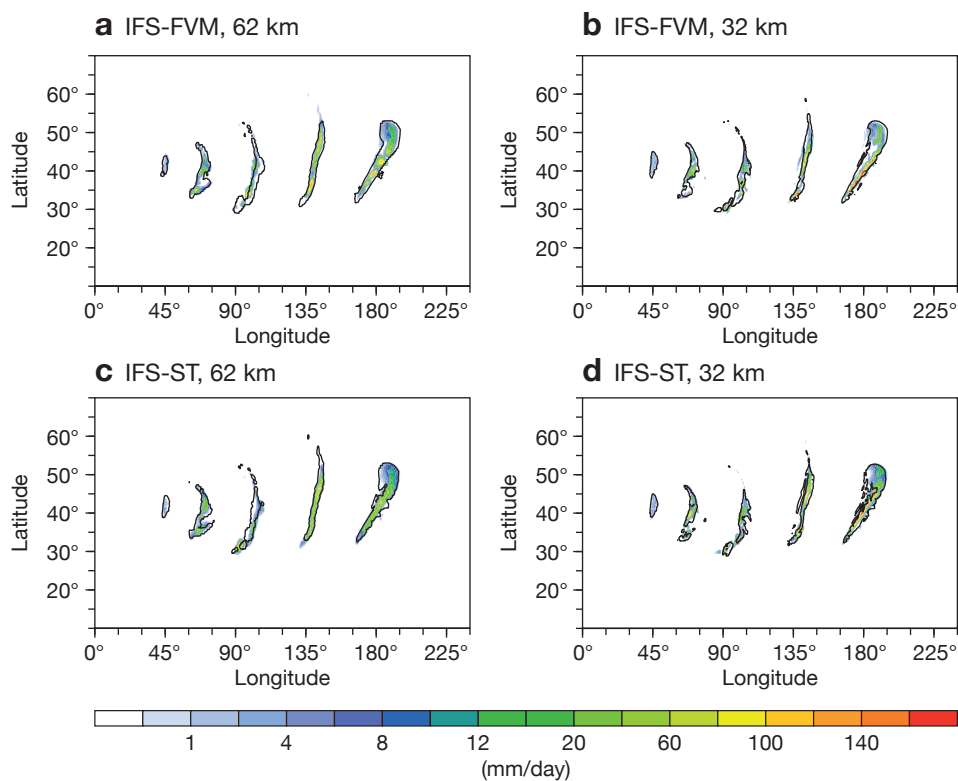 a IFS-FVM, 62 km
b IFS-FVM, 32 km
60°
50°
40°
30°
20°
Latitude
0° 45° 90° 135° 180° 225°
Longitude
60°
50°
40°
30°
20°
Latitude
0° 45° 90° 135° 180° 225°
Longitude
c IFS-ST, 62 km
d IFS-ST, 32 km
60°
50°
40°
30°
20°
Latitude
0° 45° 90° 135° 180° 225°
Longitude
60°
50°
40°
30°
20°
Latitude
0° 45° 90° 135° 180° 225°
Longitude
1 4 8 12 20 60 100 140
(mm/day)